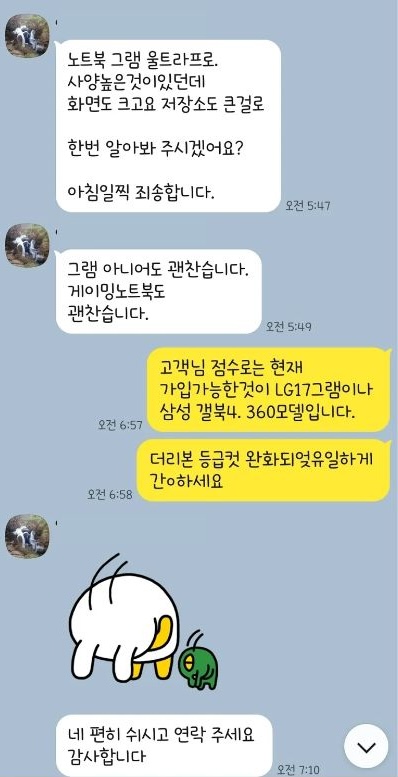 노트북 그램 울트라프로.
사양높은것이있던데
화면도 크고요 저장소도 큰걸로
한번 알아봐 주시겠어요?
아침일찍 죄송합니다.
오전 5:47
그램 아니어도 괜찮습니다.
게이밍노트북도
괜찮습니다.
오전 5:49
고객님 점수로는 현재
가입가능한것이 LG17그램이나
삼성 갤북4. 360모델입니다.
오전 6:57
더리본 등급컷 완화되엊유일하게
간ㅇ하세요
오전 6:58
네 편히 쉬시고 연락 주세요
감사합니다
오전 7:10